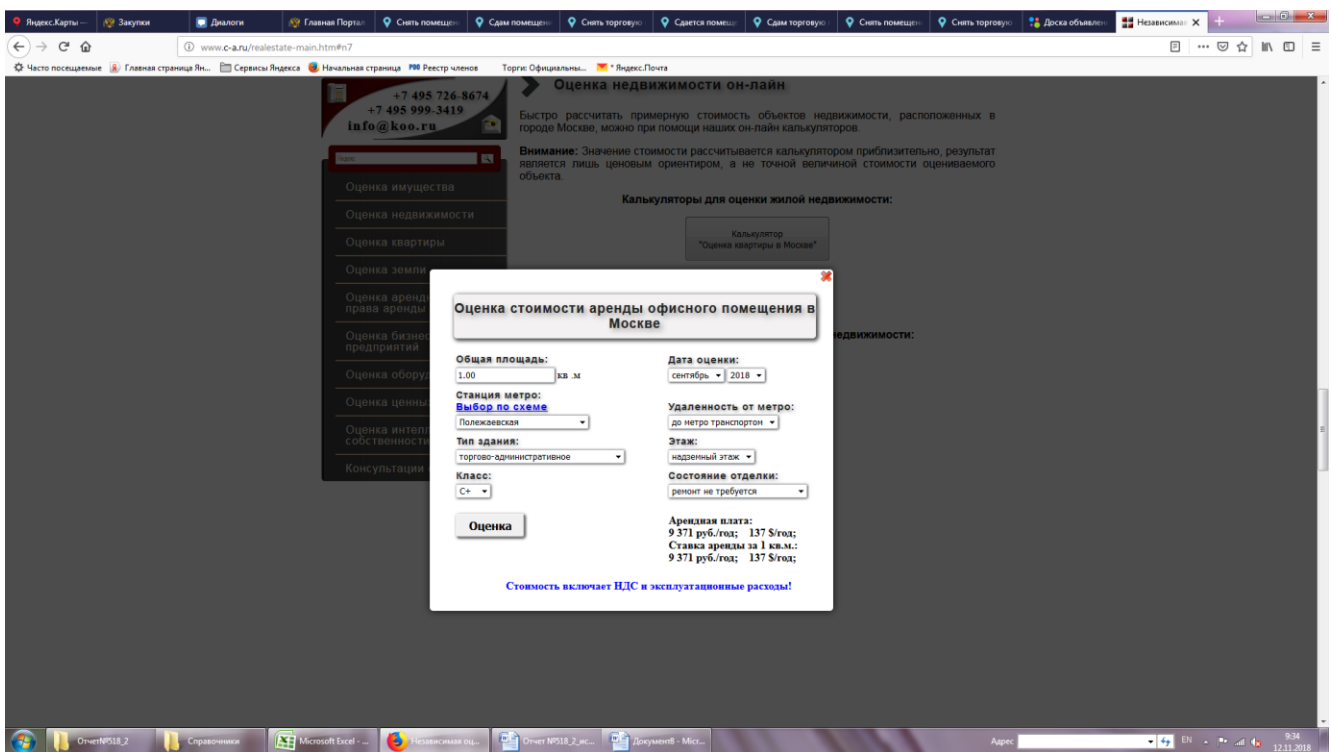 Яндекс.Карты —
Закупки
Диалоги
Главная Портал
Снять помещен
Сдам помещени
Снять торговую
Сдается помещ
Сдам торговую
Снять помещен
Снять торговую
Доска объявлен
Независимая
www.c-a.ru/realestate-main.htm#n7
Часто посещаемые
Главная страница Ян...
Сервисы Яндекса
Начальная страница
Реестр членов
Торги: Официальны...
* Яндекс.Почта
+7 495 726-8674
+7 495 999-3419
info@koo.ru
Оценка имущества
Оценка недвижимости
Оценка квартиры
Оценка земли
Оценка аренды
права аренды
Оценка бизнес
предприятий
Оценка оборуд
Оценка ценны
Оценка интелл
собственности
Консультации
Оценка недвижимости он-лайн
Быстро рассчитать примерную стоимость объектов недвижимости, расположенных в
городе Москве, можно при помощи наших он-лайн калькуляторов.
Внимание: Значение стоимости рассчитывается калькулятором приблизительно, результат
является лишь ценовым ориентиром, а не точной величиной стоимости оцениваемого
объекта.
Калькуляторы для оценки жилой недвижимости:
Калькулятор
"Оценка квартиры в Москве"
едвижимости:
Оценка стоимости аренды офисного помещения в
Москве
Общая площадь:
1.00 кв .м
Дата оценки:
сентябрь 2018
Станция метро:
Выбор по схеме
Полежаевская
Удаленность от метро:
до метро транспортом
Тип здания:
торгово-административное
Этаж:
надземный этаж
Класс:
C+
Состояние отделки:
ремонт не требуется
Оценка
Арендная плата:
9 371 руб./год; 137 $/год;
Ставка аренды за 1 кв.м.:
9 371 руб./год; 137 $/год;
Стоимость включает НДС и эксплуатационные расходы!
ОтчетNº518_2
Справочники
Microsoft Excel - ...
Независимая оц...
Отчет Nº518_2_ис...
Документ8 - Micr...
Адрес
EN
9:34
12.11.2018